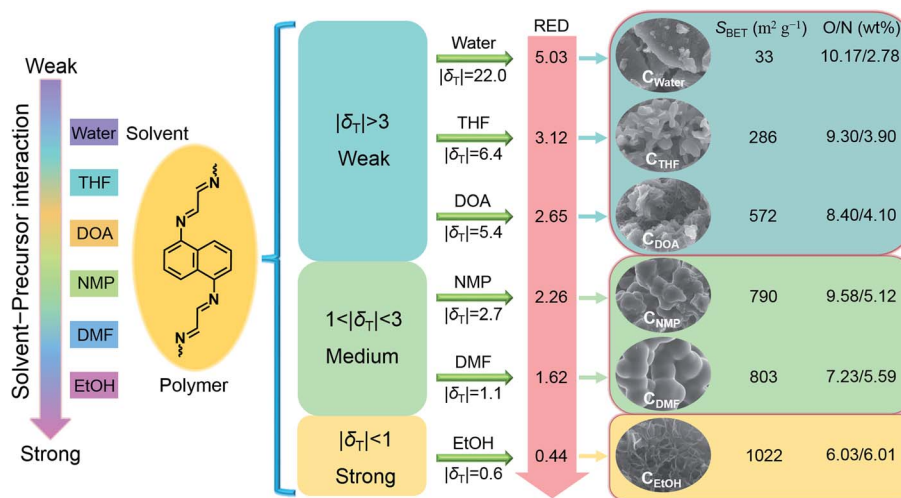 Weak
Solvent–Precursor interaction
Strong
Water
Solvent
THF
DOA
NMP
DMF
EtOH
N
N
N
N
Polymer
|δT|>3
Weak
1<|δT|<3
Medium
|δT|<1
Strong
RED
SBET (m² g⁻¹)
O/N (wt%)
Water
|δT|=22.0
5.03
CWater
33
10.17/2.78
THF
|δT|=6.4
3.12
CTHF
286
9.30/3.90
DOA
|δT|=5.4
2.65
CDOA
572
8.40/4.10
NMP
|δT|=2.7
2.26
CNMP
790
9.58/5.12
DMF
|δT|=1.1
1.62
CDMF
803
7.23/5.59
EtOH
|δT|=0.6
0.44
CEtOH
1022
6.03/6.01